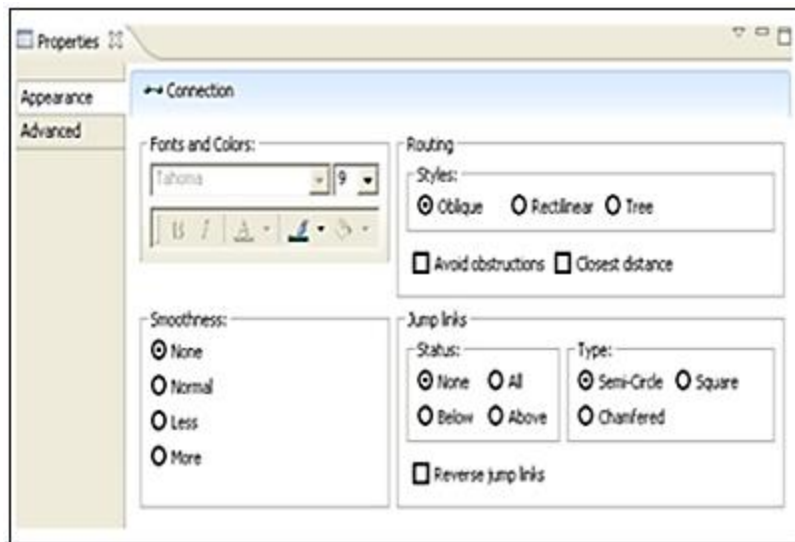 Properties
Appearance
Advanced
Connection
Fonts and Colors:
Tahoma
9
B I A
Routing
Styles:
Oblique Rectilinear Tree
Avoid obstructions Closest distance
Smoothness:
None
Normal
Less
More
Jump links
Status:
None All
Below Above
Type:
Semi-Circle Square
Chamfered
Reverse jump links